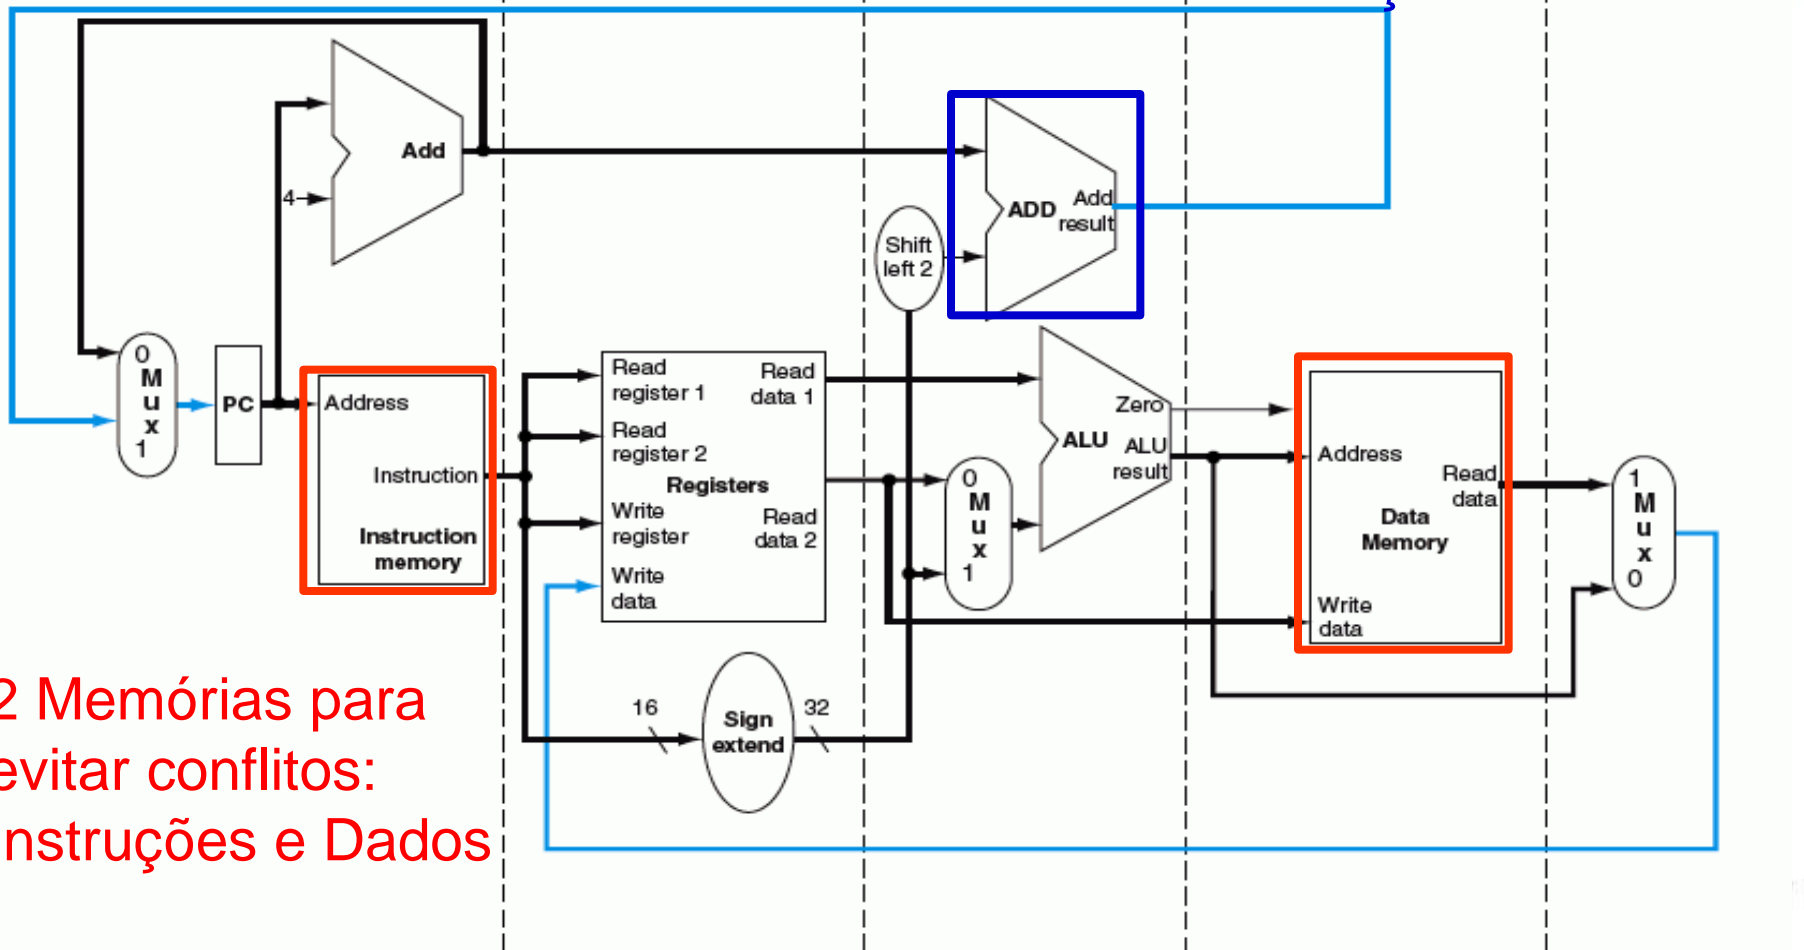 Add
4
ADD
Add
result
Shift
left 2
0
M
u
x
1
PC
Address
Instruction
Instruction
memory
Read
register 1
Read
register 2
Registers
Write
register
Write
data
Read
data 1
Read
data 2
0
M
u
x
1
Zero
ALU
ALU
result
Address
Read
data
Data
Memory
Write
data
1
M
u
x
0
16
Sign
extend
32
2 Memórias para
evitar conflitos:
nstruções e Dados